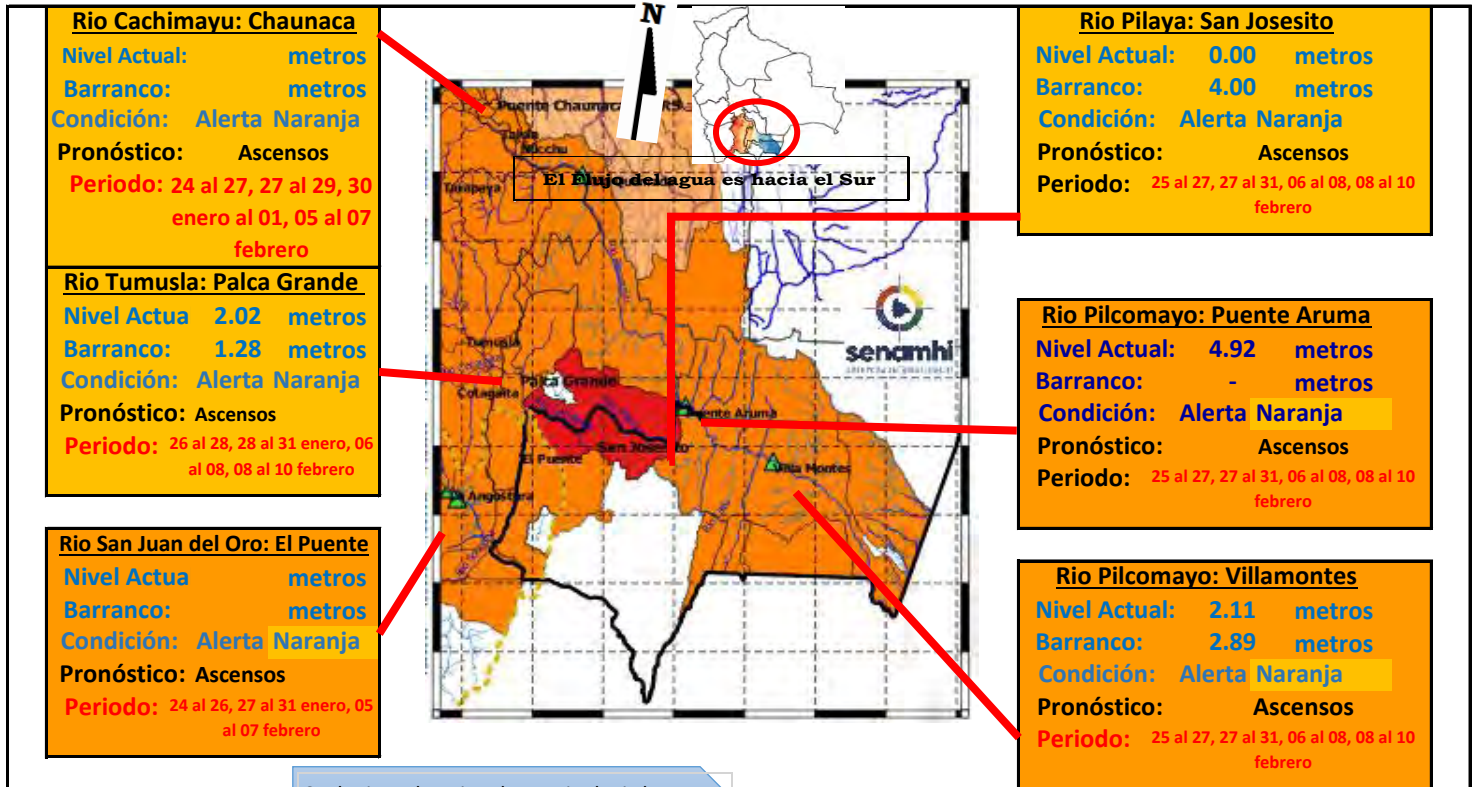 Rio Cachimayu: Chaunaca
Nivel Actual: metros
Barranco: metros
Condición: Alerta Naranja
Pronóstico: Ascensos
Periodo: 24 al 27, 27 al 29, 30
enero al 01, 05 al 07
febrero
Rio Tumusla: Palca Grande
Nivel Actua 2.02 metros
Barranco: 1.28 metros
Condición: Alerta Naranja
Pronóstico: Ascensos
Periodo: 26 al 28, 28 al 31 enero, 06
al 08, 08 al 10 febrero
Rio San Juan del Oro: El Puente
Nivel Actua metros
Barranco: metros
Condición: Alerta Naranja
Pronóstico: Ascensos
Periodo: 24 al 26, 27 al 31 enero, 05
al 07 febrero
N
Puente Chaunaca
Talula
Nucchu
El Flujo del agua es hacia el Sur
Tarapaya
senamhi
Tumusla
Palca Grande
Cotagaita
Puente Aruma
San Josesito
El Puente
Villa Montes
Angostura
Rio Pilaya: San Josesito
Nivel Actual: 0.00 metros
Barranco: 4.00 metros
Condición: Alerta Naranja
Pronóstico: Ascensos
Periodo: 25 al 27, 27 al 31, 06 al 08, 08 al 10
febrero
Rio Pilcomayo: Puente Aruma
Nivel Actual: 4.92 metros
Barranco: - metros
Condición: Alerta Naranja
Pronóstico: Ascensos
Periodo: 25 al 27, 27 al 31, 06 al 08, 08 al 10
febrero
Rio Pilcomayo: Villamontes
Nivel Actual: 2.11 metros
Barranco: 2.89 metros
Condición: Alerta Naranja
Pronóstico: Ascensos
Periodo: 25 al 27, 27 al 31, 06 al 08, 08 al 10
febrero